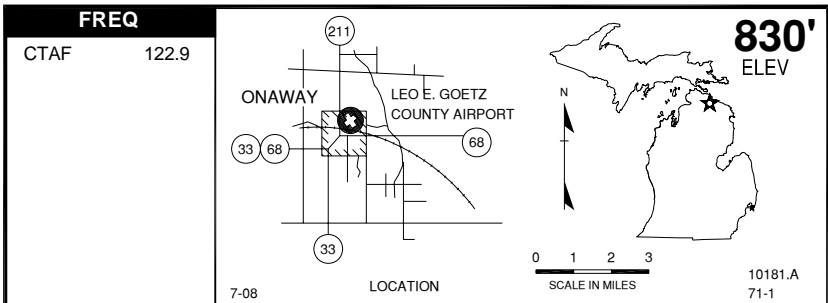 FREQ
CTAF 122.9
211
ONAWAY
LEO E. GOETZ
COUNTY AIRPORT
33 68
68
33
LOCATION
7-08
830'
ELEV
N
0 1 2 3
SCALE IN MILES
10181.A
71-1